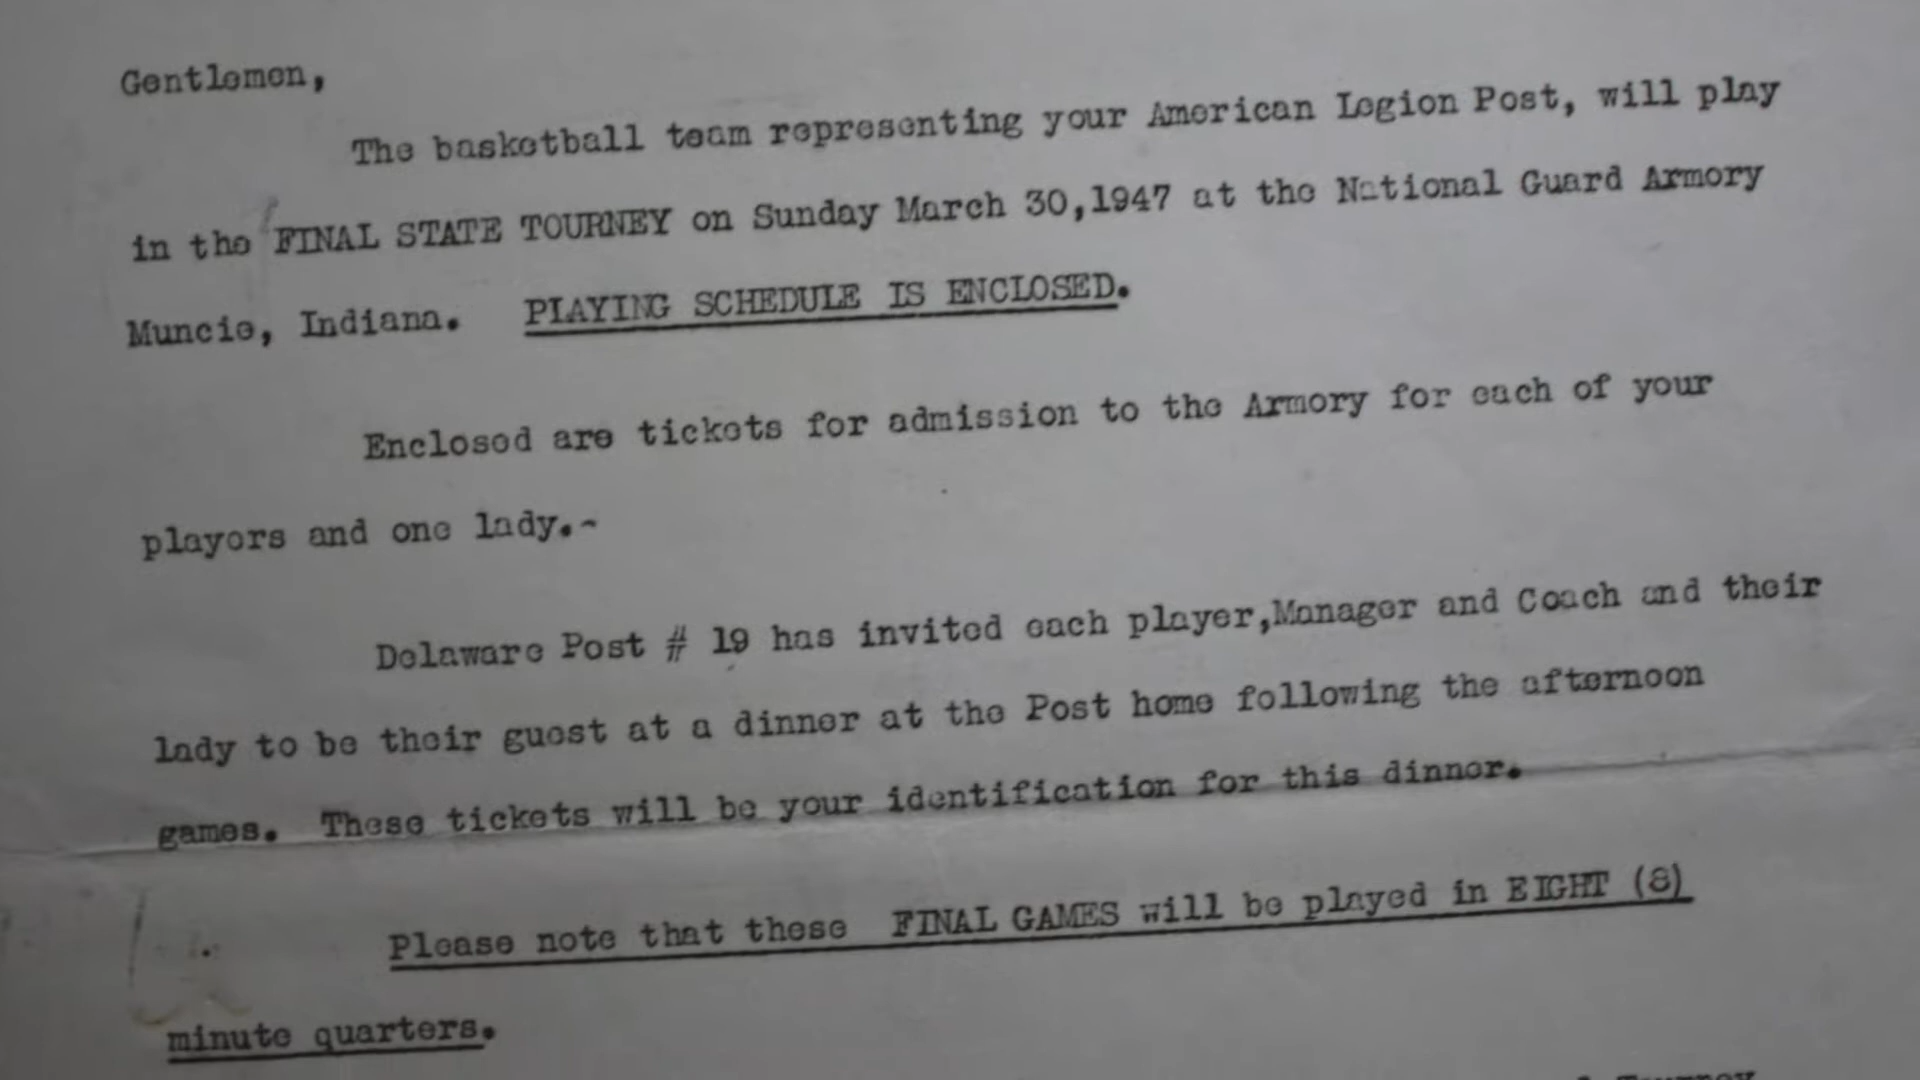 Gentlemen,
The basketball team representing your American Legion Post, will play
in the FINAL STATE TOURNEY on Sunday March 30,1947 at the National Guard Armory
Muncie, Indiana. PLAYING SCHEDULE IS ENCLOSED.
Enclosed are tickets for admission to the Armory for each of your
players and one lady.-
Delaware Post # 19 has invited each player,Manager and Coach and their
lady to be their guest at a dinner at the Post home following the afternoon
games. These tickets will be your identification for this dinner.
Please note that these FINAL GAMES will be played in EIGHT (8)
minute quarters.